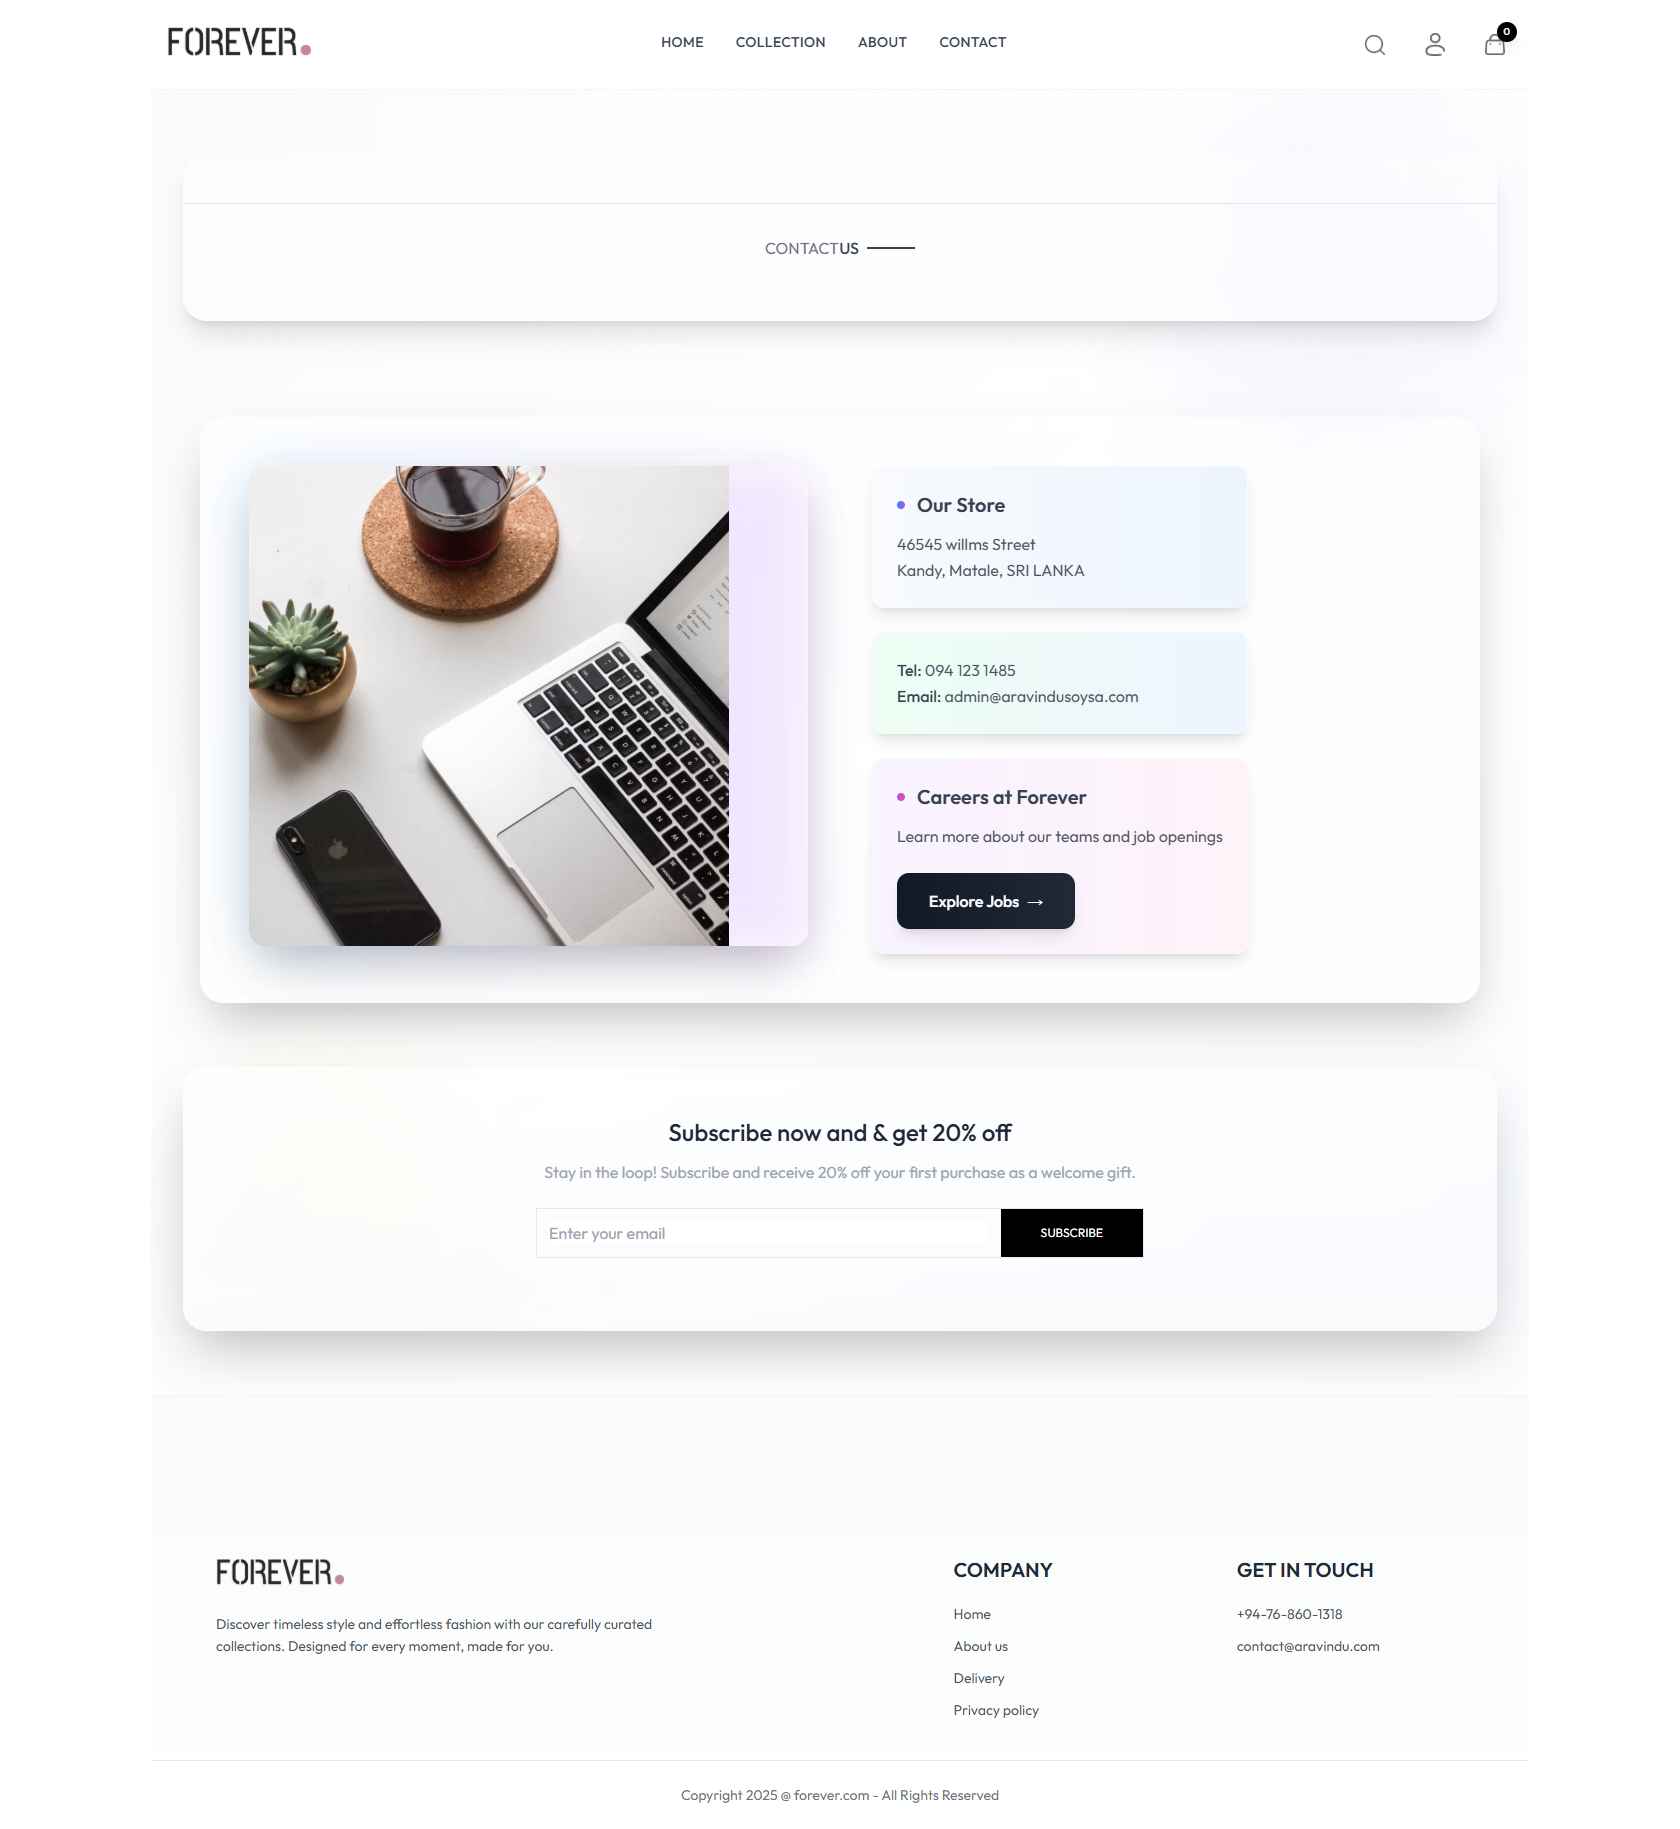 FOREVER.
HOME COLLECTION ABOUT CONTACT
0
CONTACT US
Our Store
46545 willms Street
Kandy, Matale, SRI LANKA
Tel: 094 123 1485
Email: admin@aravindusoysa.com
Careers at Forever
Learn more about our teams and job openings
Explore Jobs →
Subscribe now and & get 20% off
Stay in the loop! Subscribe and receive 20% off your first purchase as a welcome gift.
Enter your email
SUBSCRIBE
FOREVER.
Discover timeless style and effortless fashion with our carefully curated
collections. Designed for every moment, made for you.
COMPANY
Home
About us
Delivery
Privacy policy
GET IN TOUCH
+94-76-860-1318
contact@aravindu.com
Copyright 2025 @ forever.com - All Rights Reserved